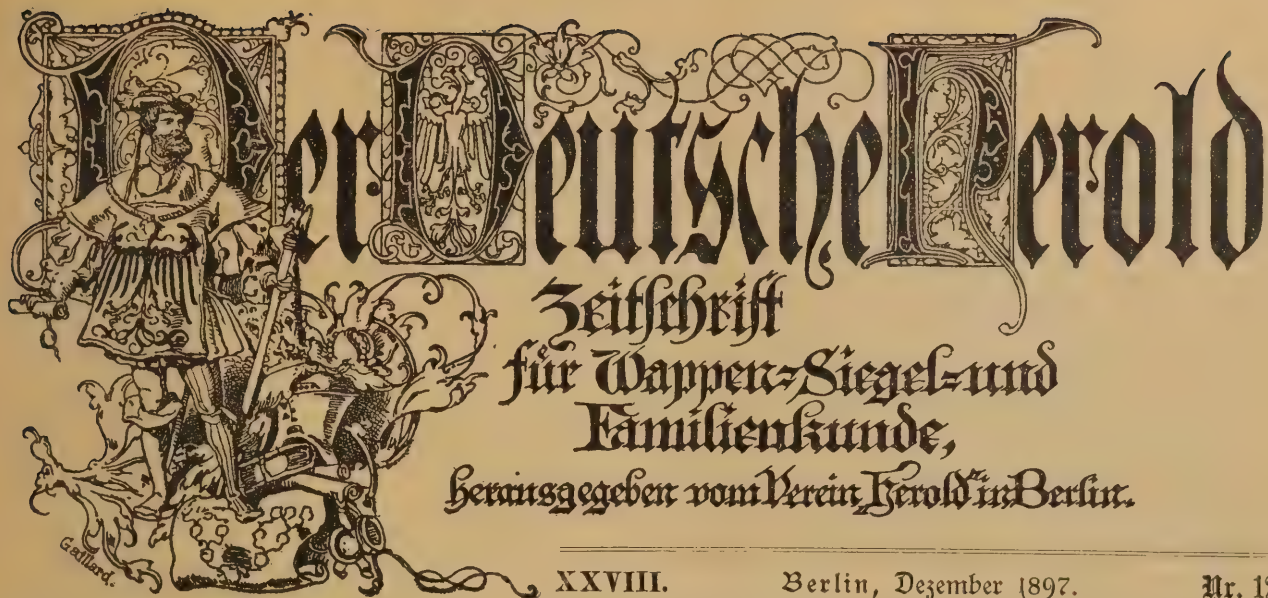 Der Deutsche Herold
Zeitschrift
für Wappen-Siegel-und
Familienkunde,
herausgegeben vom Verein „Herold“ in Berlin.
Gaillard.
XXVIII. Berlin, Dezember 1897. Nr. 12